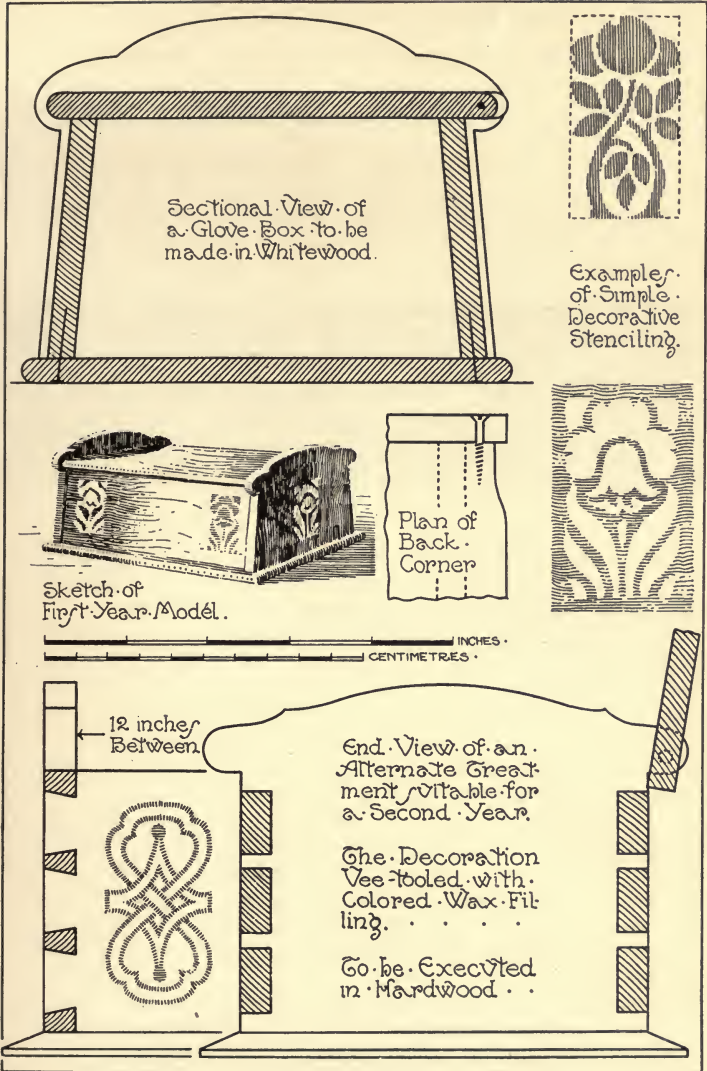 Sectional·View·of
a·Glove·Box·to·be
made·in·Whitewood.
Examples·
of·Simple·
Decorative
Stenciling.
Plan of
Back·
Corner
Sketch·of
First·Year·Model.
INCHES·
CENTIMETRES·
12 inches
Between
End·View·of·an·
Alternate Treat-
ment suitable·for
a·Second·Year.
The·Decoration
Vee-tooled·with·
Colored·Wax·Fil-
ling.· · · ·
To·be·Executed
in·Hardwood· ·